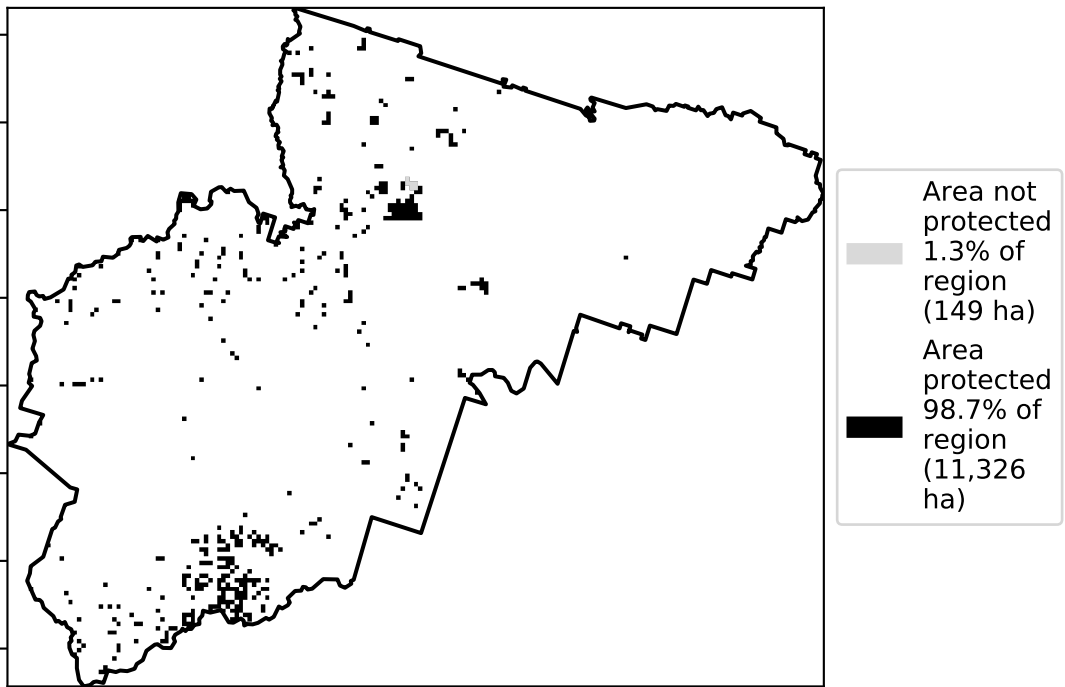 Area not
protected
1.3% of
region
(149 ha)
Area
protected
98.7% of
region
(11,326
ha)